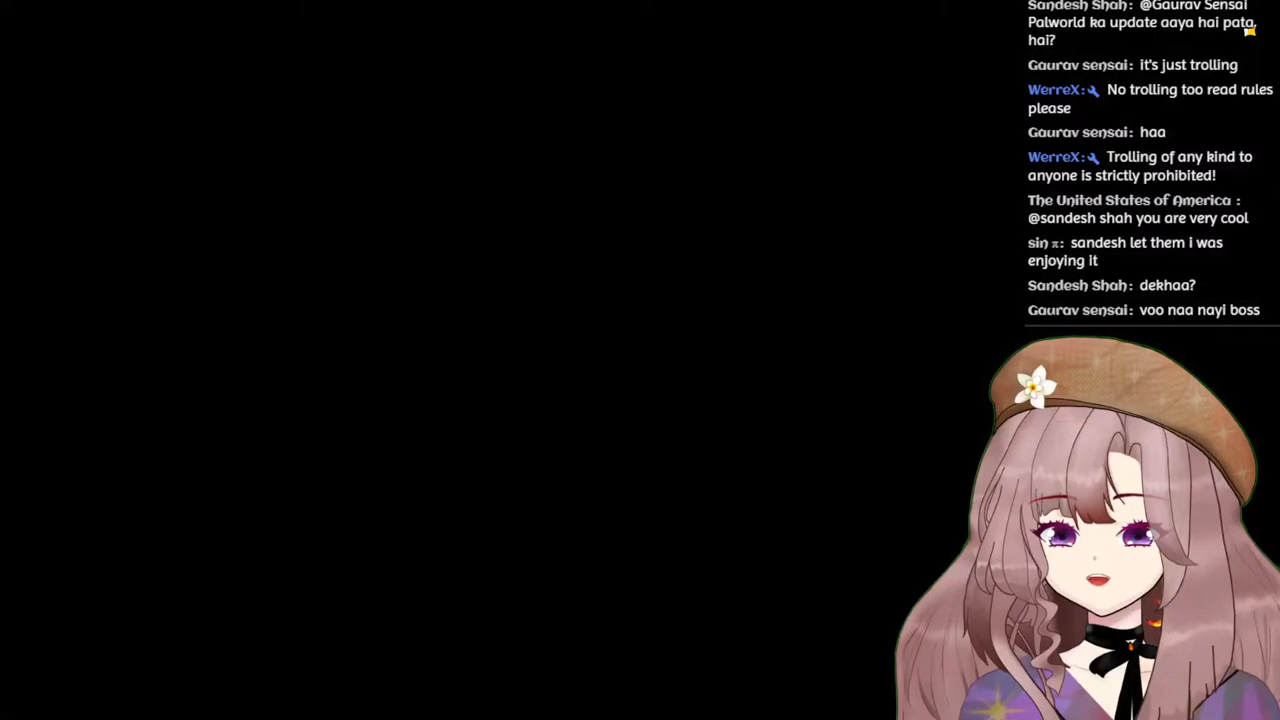 Sandesh Shah: @Gaurav Sensai
Palworld ka update aaya hai pata
hai?
Gaurav sensai: it's just trolling
WerreX: No trolling too read rules
please
Gaurav sensai: haa
WerreX: Trolling of any kind to
anyone is strictly prohibited!
The United States of America :
@sandesh shah you are very cool
sin π: sandesh let them i was
enjoying it
Sandesh Shah: dekhaa?
Gaurav sensai: voo naa nayi boss